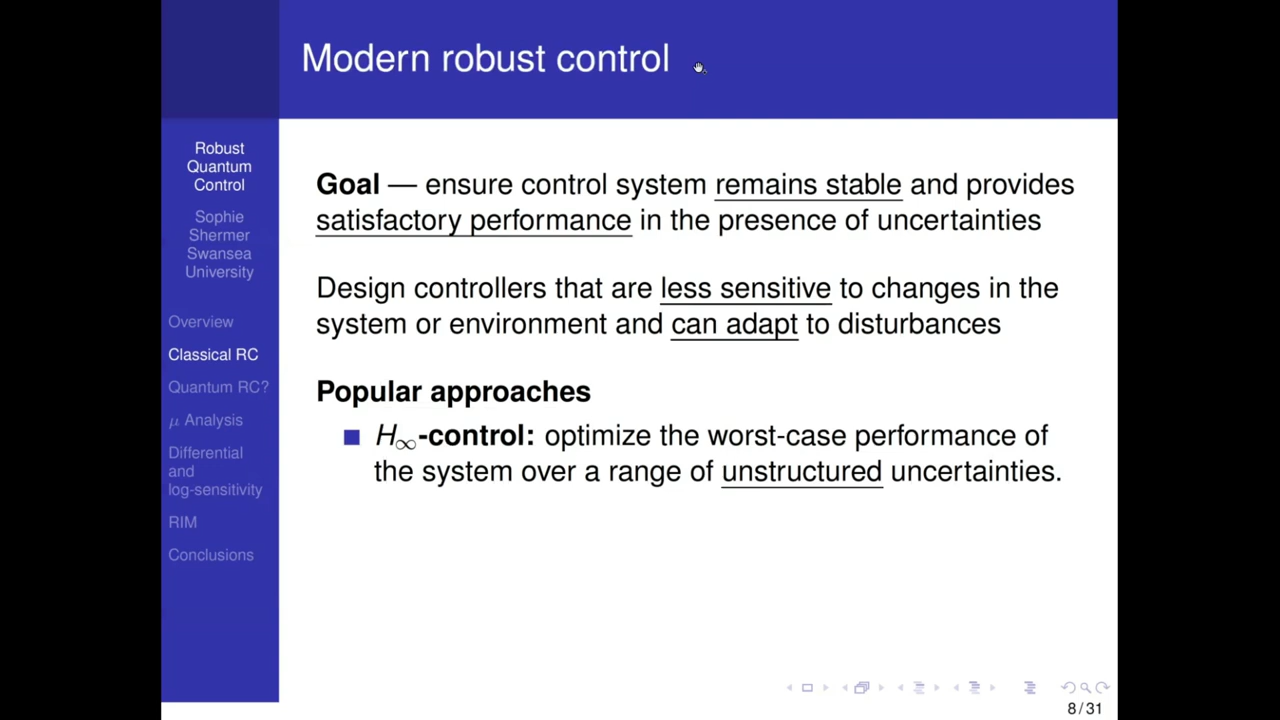 Modern robust control
Robust
Quantum
Control
Sophie
Shermer
Swansea
University
Overview
Classical RC
Quantum RC?
μ Analysis
Differential
and
log-sensitivity
RIM
Conclusions
Goal — ensure control system remains stable and provides
satisfactory performance in the presence of uncertainties
Design controllers that are less sensitive to changes in the
system or environment and can adapt to disturbances
Popular approaches
H∞-control: optimize the worst-case performance of
the system over a range of unstructured uncertainties.
8/31